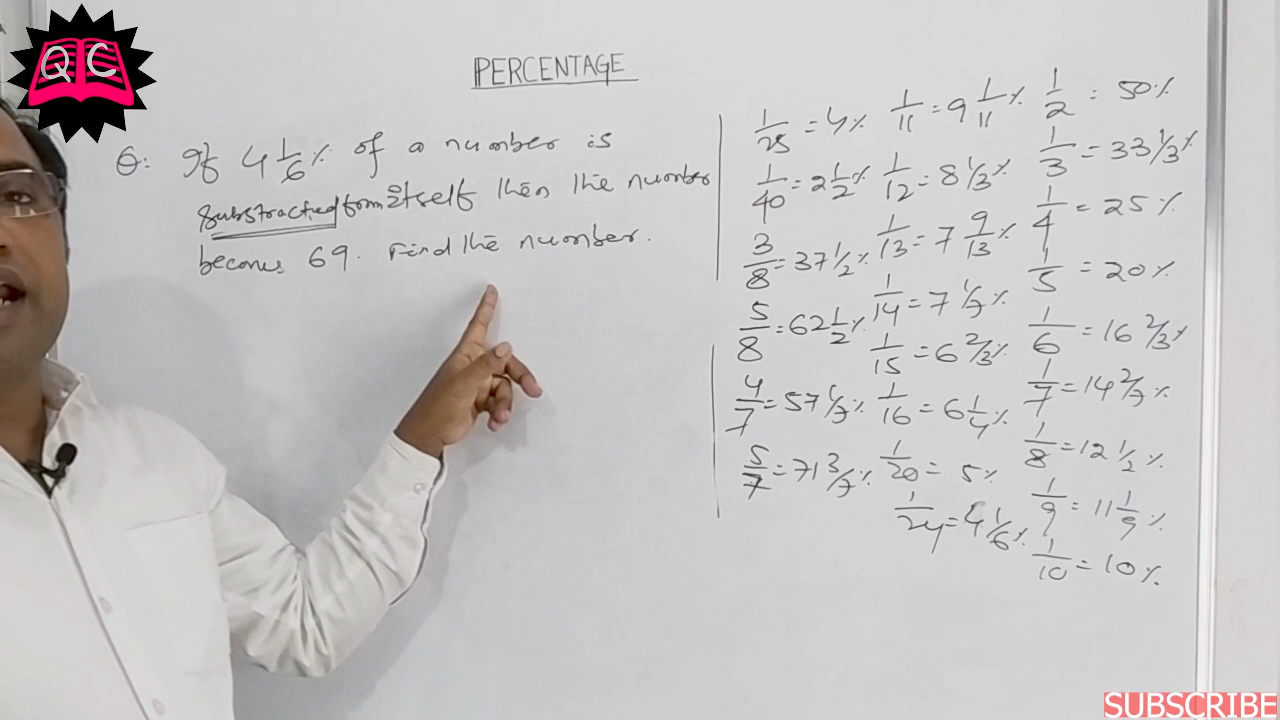 QC
PERCENTAGE
Q: If 4 1/6 % of a number is
substracted from itself then the number
becomes 69. Find the number.
1/25 = 4%
1/40 = 2 1/2 %
3/8 = 37 1/2 %
5/8 = 62 1/2 %
4/7 = 57 1/7 %
5/7 = 71 3/7 %
1/11 = 9 1/11 %
1/12 = 8 1/3 %
1/13 = 7 9/13 %
1/14 = 7 1/7 %
1/15 = 6 2/3 %
1/16 = 6 1/4 %
1/20 = 5%
1/24 = 4 1/6 %
1/2 = 50%
1/3 = 33 1/3 %
1/4 = 25%
1/5 = 20%
1/6 = 16 2/3 %
1/7 = 14 2/7 %
1/8 = 12 1/2 %
1/9 = 11 1/9 %
1/10 = 10%
SUBSCRIBE